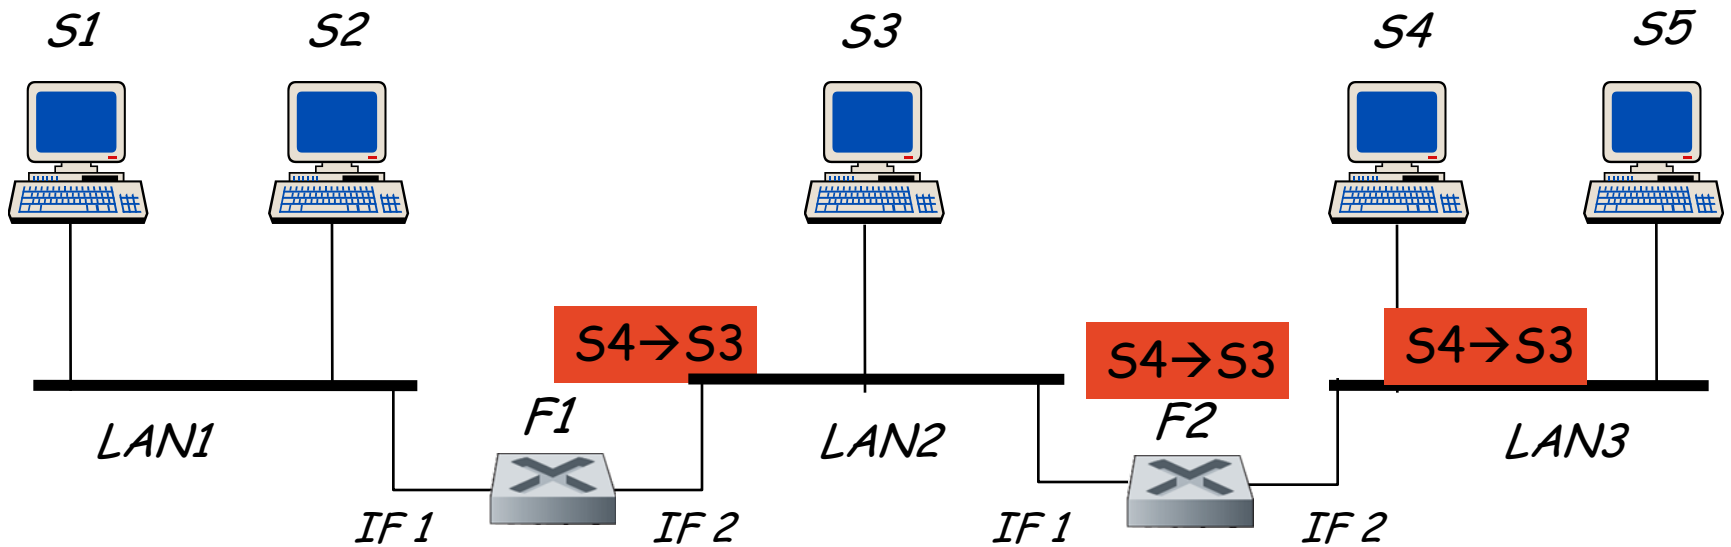 S1
S2
S3
S4
S5
S4→S3
S4→S3
S4→S3
LAN1
F1
LAN2
F2
LAN3
IF 1
IF 2
IF 1
IF 2